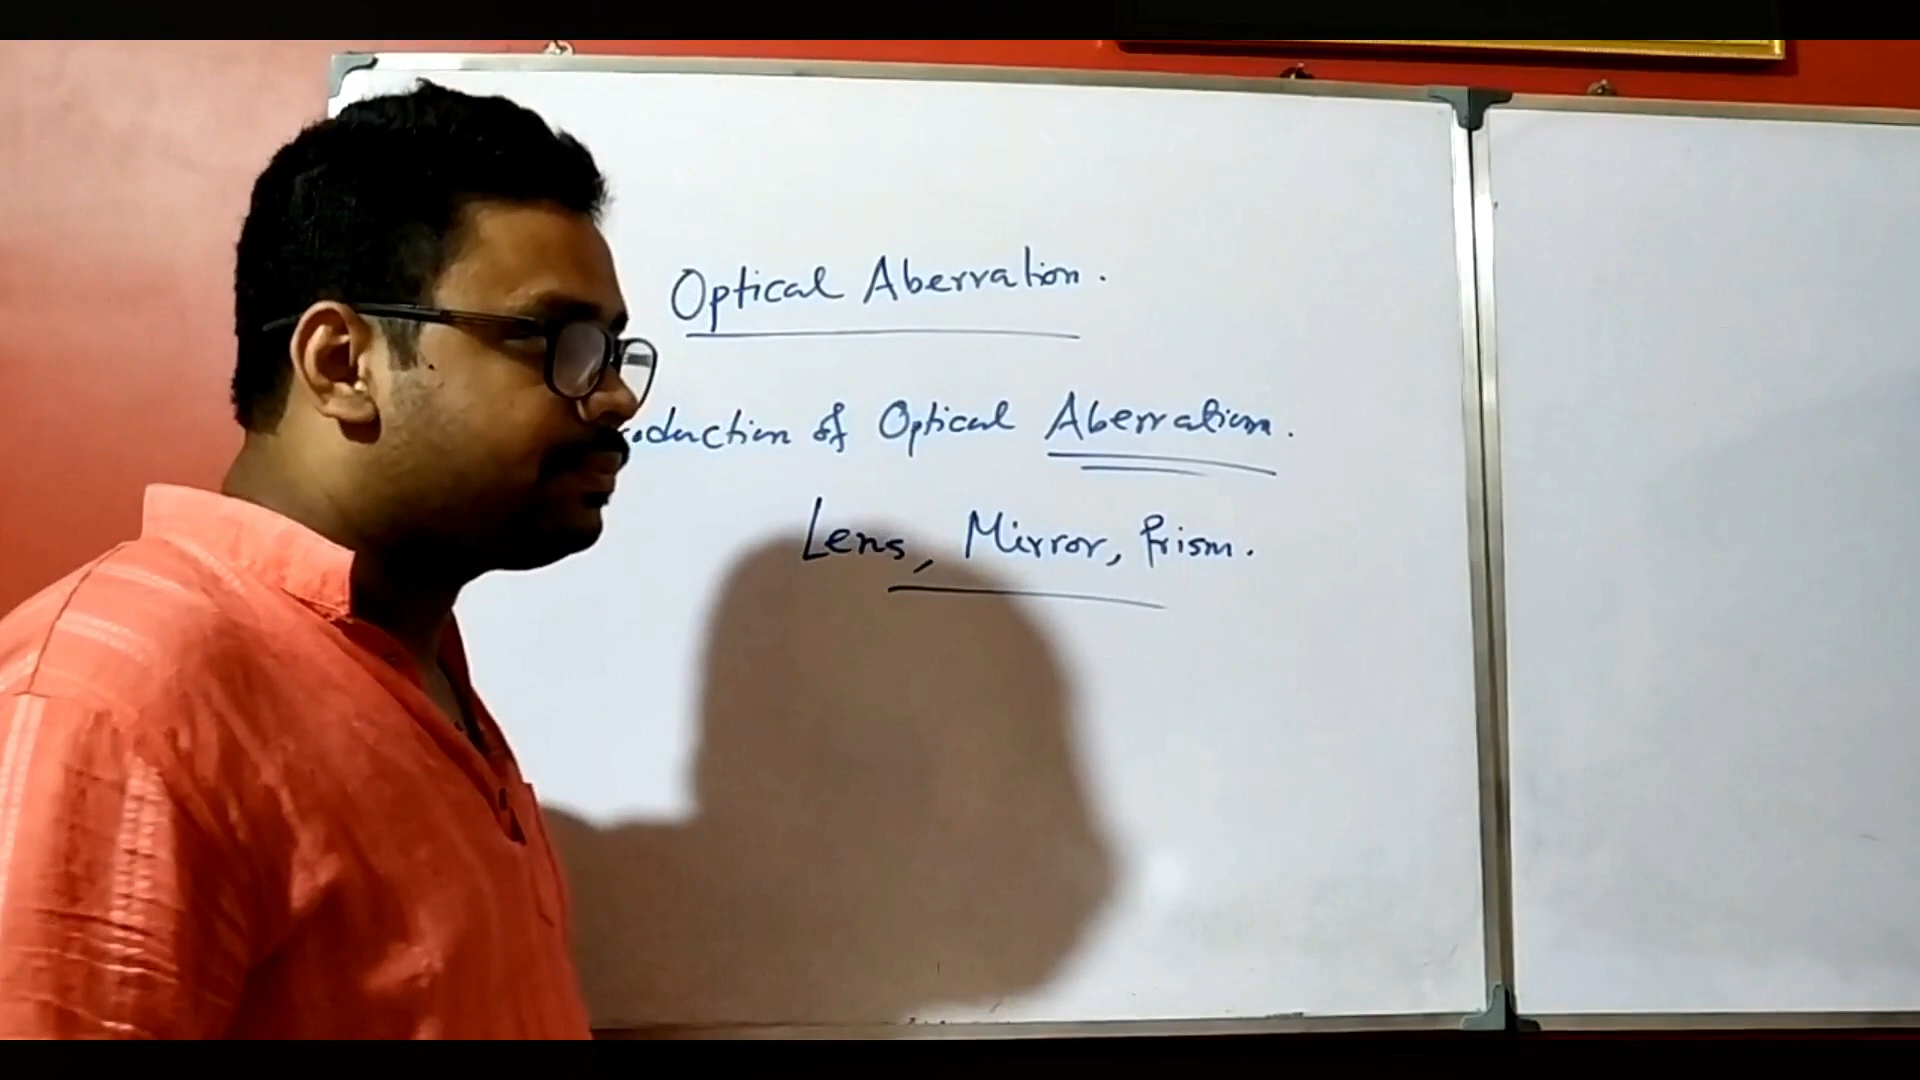 Optical Aberration.
oduction of Optical Aberration.
Lens, Mirror, Prism.